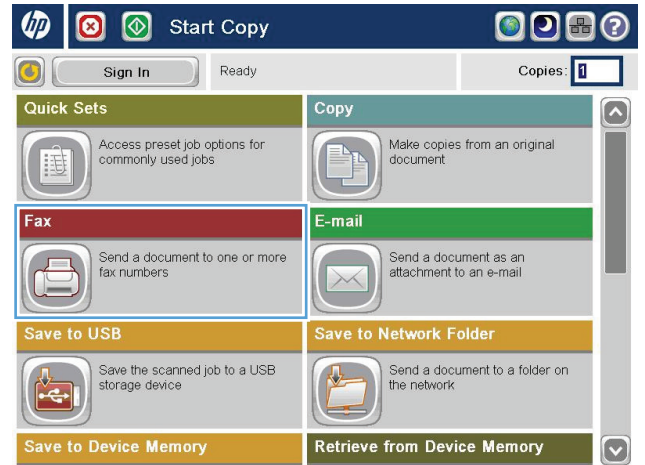 hp Start Copy
Sign In Ready Copies: 1
Quick Sets
Access preset job options for
commonly used jobs
Copy
Make copies from an original
document
Fax
Send a document to one or more
fax numbers
E-mail
Send a document as an
attachment to an e-mail
Save to USB
Save the scanned job to a USB
storage device
Save to Network Folder
Send a document to a folder on
the network
Save to Device Memory
Retrieve from Device Memory